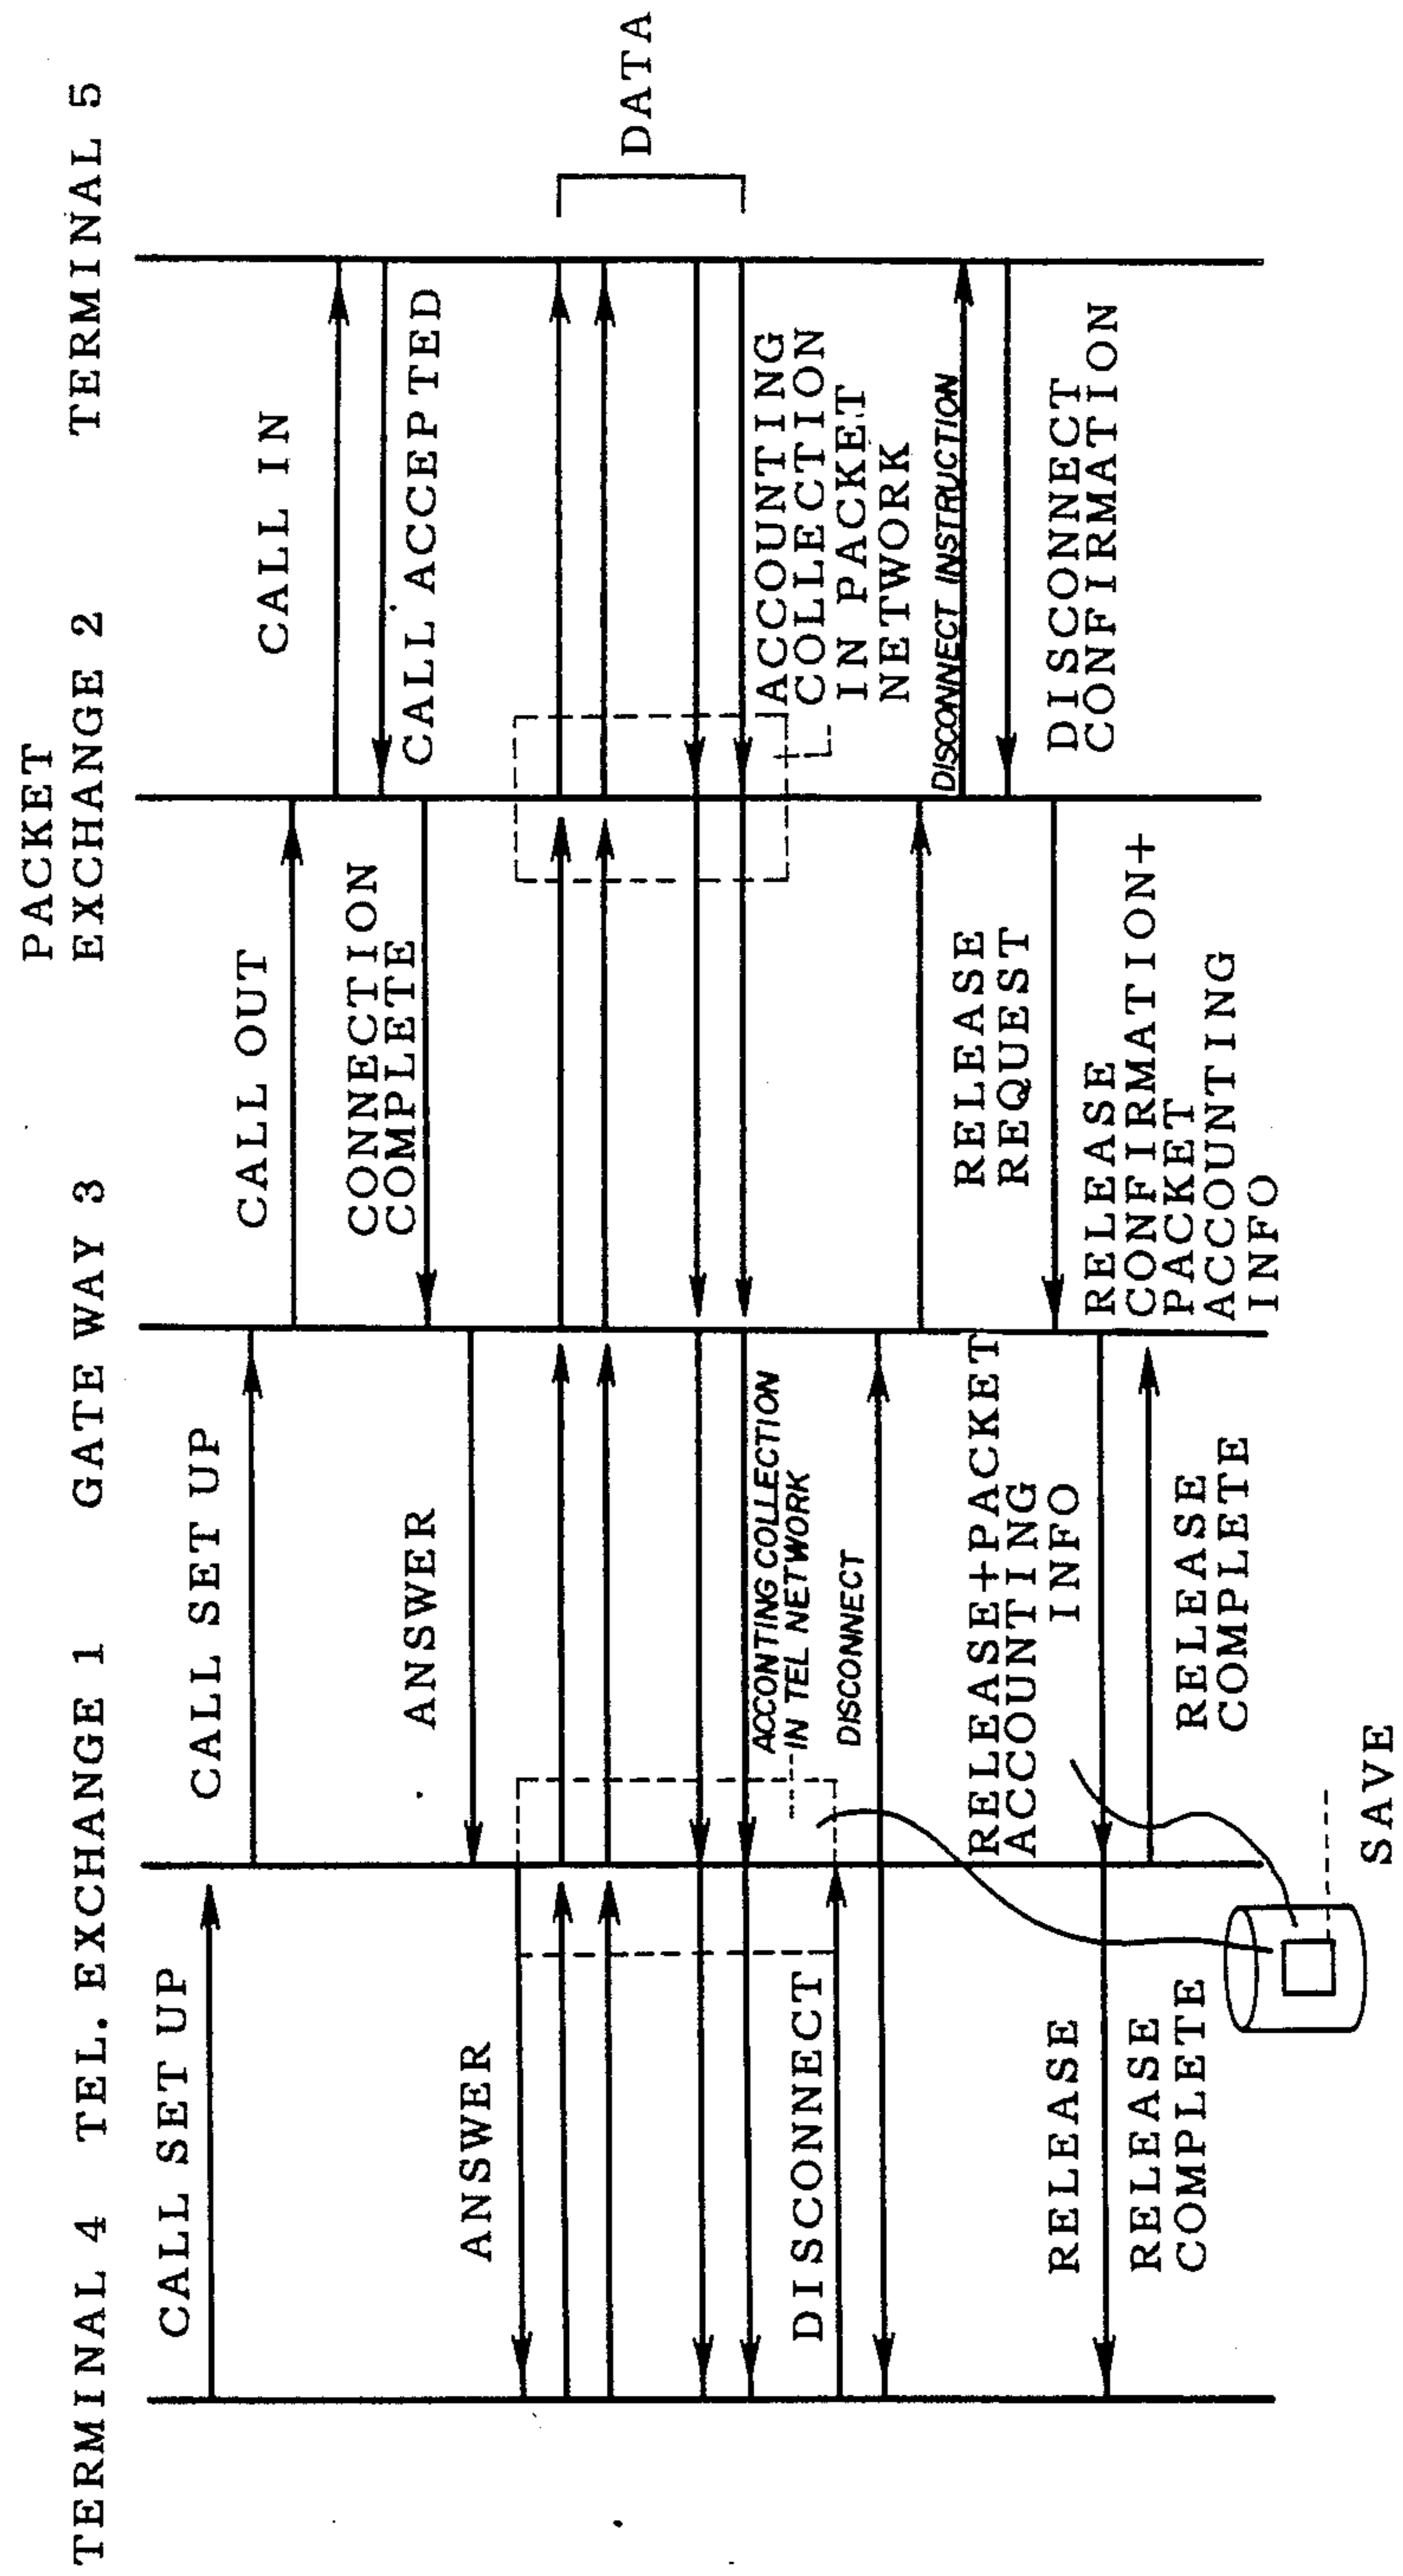 TERMINAL 4
TEL. EXCHANGE 1
GATE WAY 3
PACKET
EXCHANGE 2
TERMINAL 5
CALL SET UP
CALL SET UP
CALL OUT
CALL IN
CALL ACCEPTED
CONNECTION
COMPLETE
ANSWER
ANSWER
DATA
ACCOUNTING
COLLECTION
IN PACKET
NETWORK
ACCONTING COLLECTION
IN TEL NETWORK
DISCONNECT
DISCONNECT
RELEASE
REQUEST
DISCONNECT INSTRUCTION
DISCONNECT
CONFIRMATION
RELEASE
CONFIRMATION+
PACKET
ACCOUNTING
INFO
RELEASE+PACKET
ACCOUNTING
INFO
RELEASE
RELEASE
COMPLETE
RELEASE
COMPLETE
SAVE